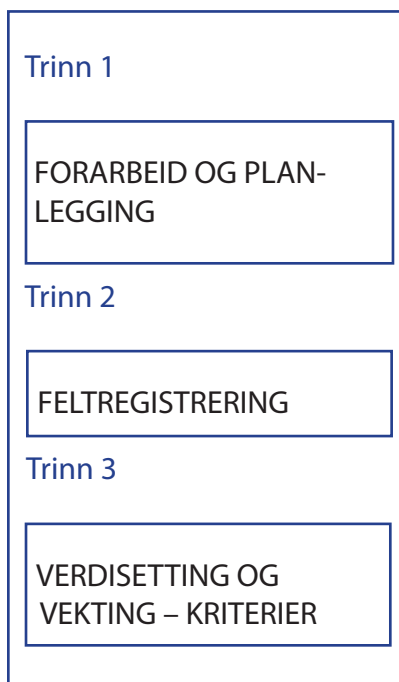 Trinn 1
FORARBEID OG PLAN-
LEGGING
Trinn 2
FELTREGISTRERING
Trinn 3
VERDISETTING OG
VEKTING – KRITERIER